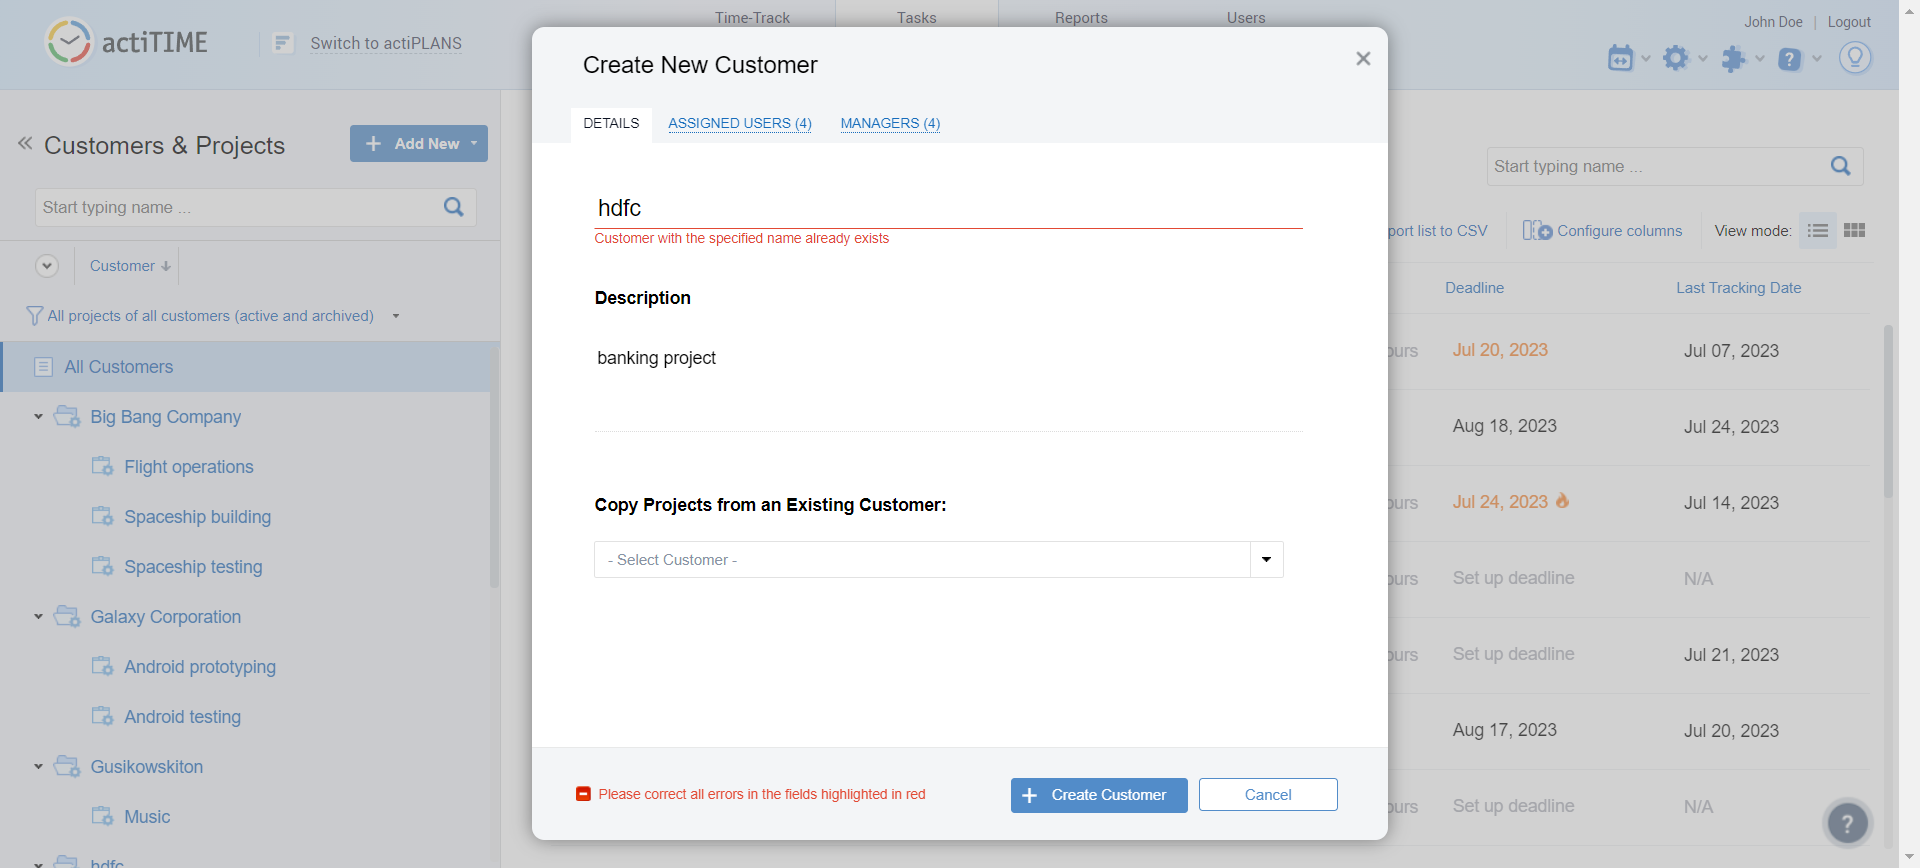 actiTIME
Switch to actiPLANS
Time-Track
Tasks
Reports
Users
John Doe | Logout
Customers & Projects
Add New
Start typing name ...
Customer
All projects of all customers (active and archived)
All Customers
Big Bang Company
Flight operations
Spaceship building
Spaceship testing
Galaxy Corporation
Android prototyping
Android testing
Gusikowskiton
Music
hdfc
Create New Customer
DETAILS
ASSIGNED USERS (4)
MANAGERS (4)
hdfc
Customer with the specified name already exists
Description
banking project
Copy Projects from an Existing Customer:
- Select Customer -
Please correct all errors in the fields highlighted in red
Create Customer
Cancel
Start typing name ...
port list to CSV
Configure columns
View mode:
Deadline
Last Tracking Date
ours
Jul 20, 2023
Jul 07, 2023
Aug 18, 2023
Jul 24, 2023
ours
Jul 24, 2023
Jul 14, 2023
ours
Set up deadline
N/A
ours
Set up deadline
Jul 21, 2023
Aug 17, 2023
Jul 20, 2023
ours
Set up deadline
N/A
?